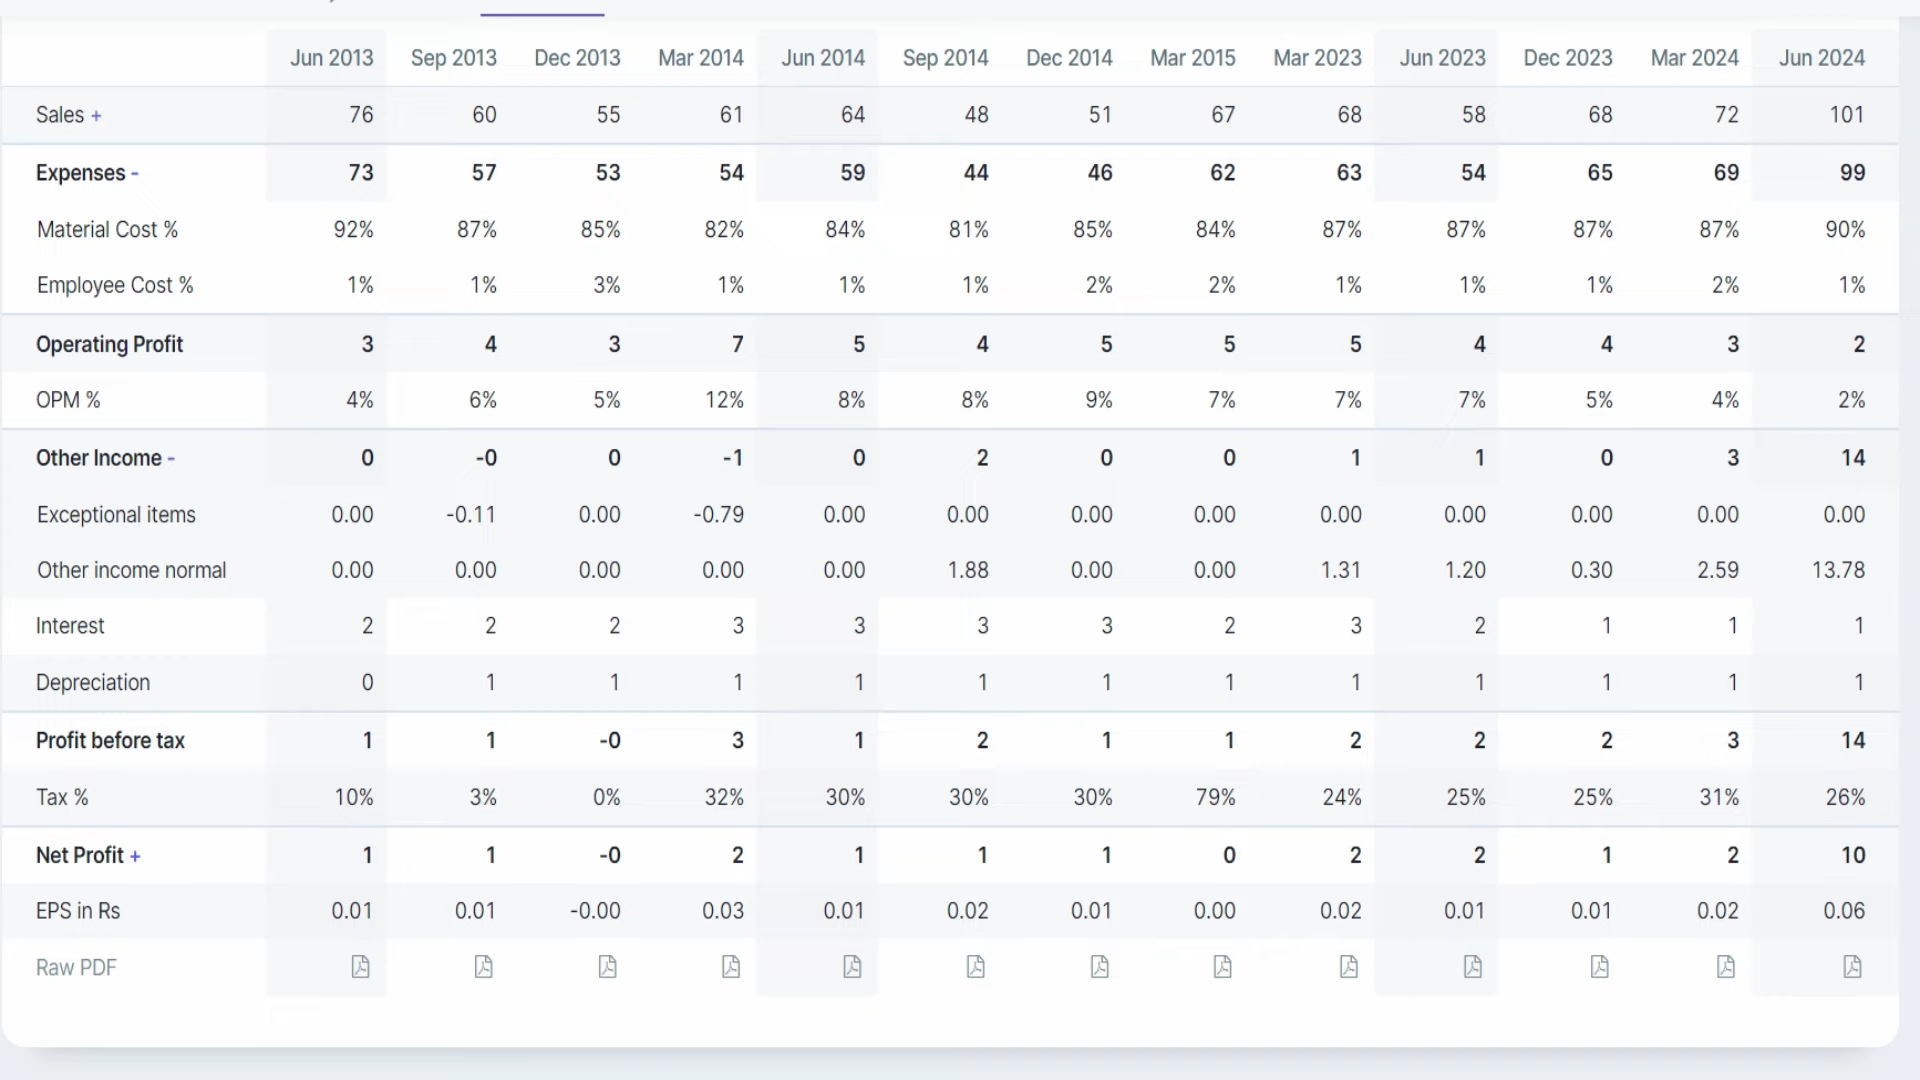 Jun 2013 Sep 2013 Dec 2013 Mar 2014 Jun 2014 Sep 2014 Dec 2014 Mar 2015 Mar 2023 Jun 2023 Dec 2023 Mar 2024 Jun 2024
Sales + 76 60 55 61 64 48 51 67 68 58 68 72 101
Expenses - 73 57 53 54 59 44 46 62 63 54 65 69 99
Material Cost % 92% 87% 85% 82% 84% 81% 85% 84% 87% 87% 87% 87% 90%
Employee Cost % 1% 1% 3% 1% 1% 1% 2% 2% 1% 1% 1% 2% 1%
Operating Profit 3 4 3 7 5 4 5 5 5 4 4 3 2
OPM % 4% 6% 5% 12% 8% 8% 9% 7% 7% 7% 5% 4% 2%
Other Income - 0 -0 0 -1 0 2 0 0 1 1 0 3 14
Exceptional items 0.00 -0.11 0.00 -0.79 0.00 0.00 0.00 0.00 0.00 0.00 0.00 0.00 0.00
Other income normal 0.00 0.00 0.00 0.00 0.00 1.88 0.00 0.00 1.31 1.20 0.30 2.59 13.78
Interest 2 2 2 3 3 3 3 2 3 2 1 1 1
Depreciation 0 1 1 1 1 1 1 1 1 1 1 1 1
Profit before tax 1 1 -0 3 1 2 1 1 2 2 2 3 14
Tax % 10% 3% 0% 32% 30% 30% 30% 79% 24% 25% 25% 31% 26%
Net Profit + 1 1 -0 2 1 1 1 0 2 2 1 2 10
EPS in Rs 0.01 0.01 -0.00 0.03 0.01 0.02 0.01 0.00 0.02 0.01 0.01 0.02 0.06
Raw PDF